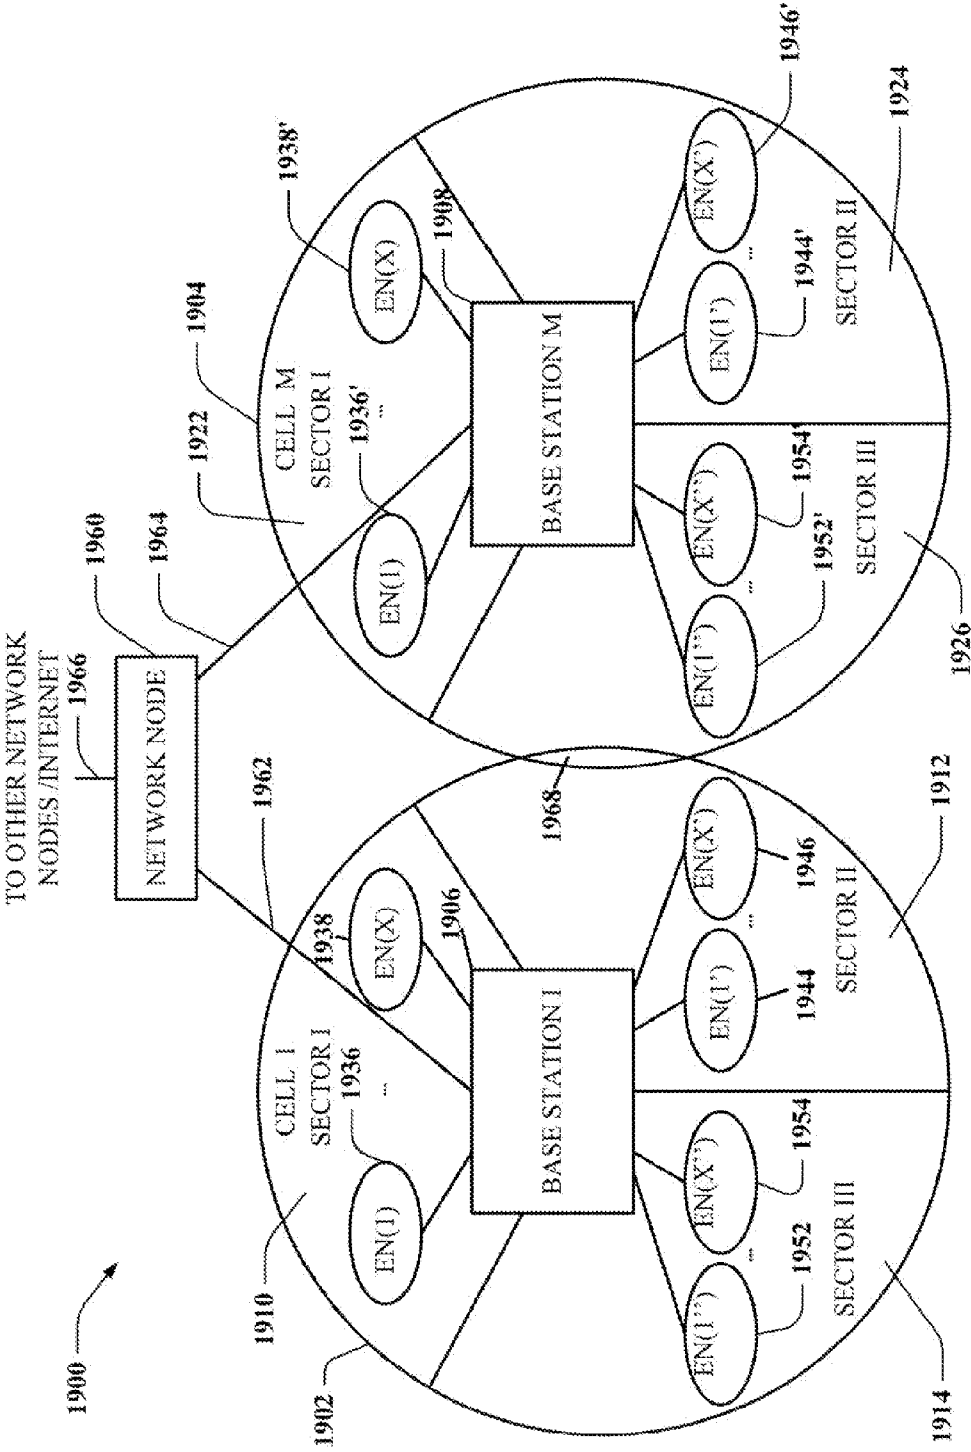 1900
TO OTHER NETWORK
NODES /INTERNET
1966
NETWORK NODE
1960
1962
1964
1902
1910
CELL 1
SECTOR I
1936
EN(1)
...
1938
EN(X)
1906
BASE STATION 1
EN(1'')
...
EN(X'')
1952
1954
SECTOR III
1914
EN(1')
...
EN(X')
1944
1946
SECTOR II
1912
1968
1922
1904
CELL M
SECTOR I
1936'
EN(1)
...
1938'
EN(X)
1908
BASE STATION M
EN(1'')
...
EN(X'')
1952'
1954'
SECTOR III
1926
EN(1')
...
EN(X')
1944'
1946'
SECTOR II
1924